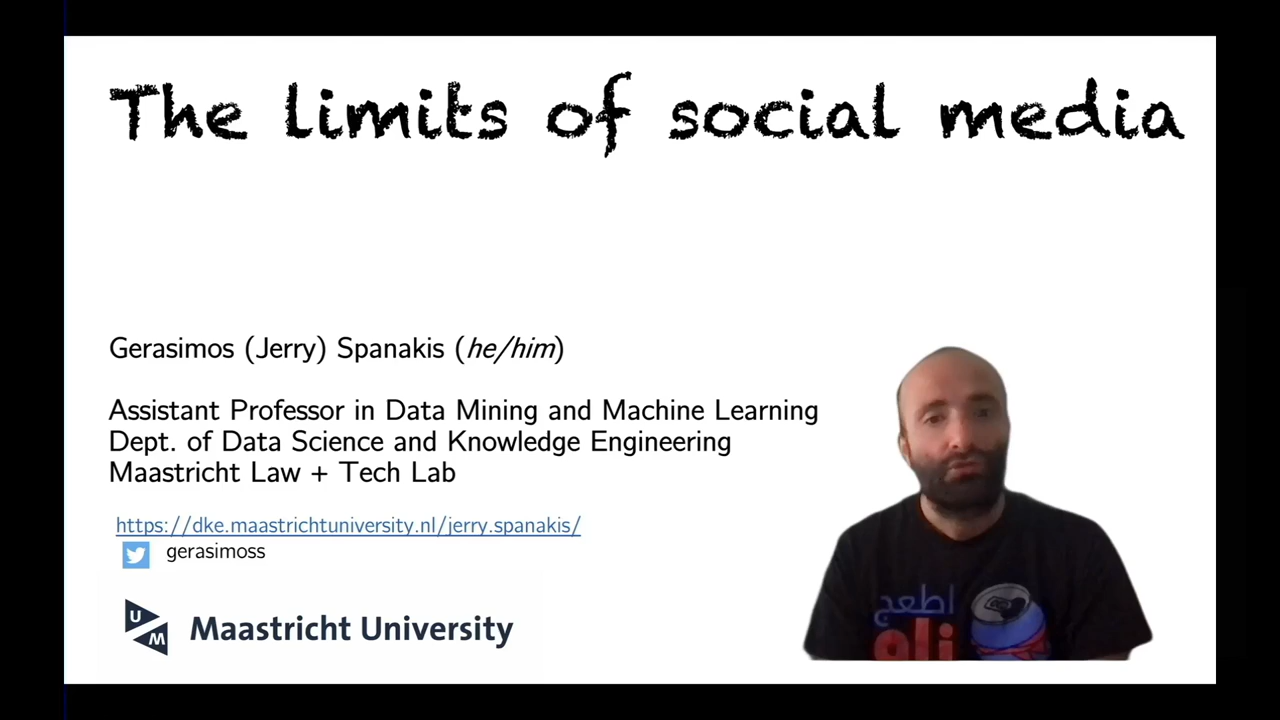 The limits of social media
Gerasimos (Jerry) Spanakis (he/him)
Assistant Professor in Data Mining and Machine Learning
Dept. of Data Science and Knowledge Engineering
Maastricht Law + Tech Lab
https://dke.maastrichtuniversity.nl/jerry.spanakis/
gerasimoss
UM
Maastricht University